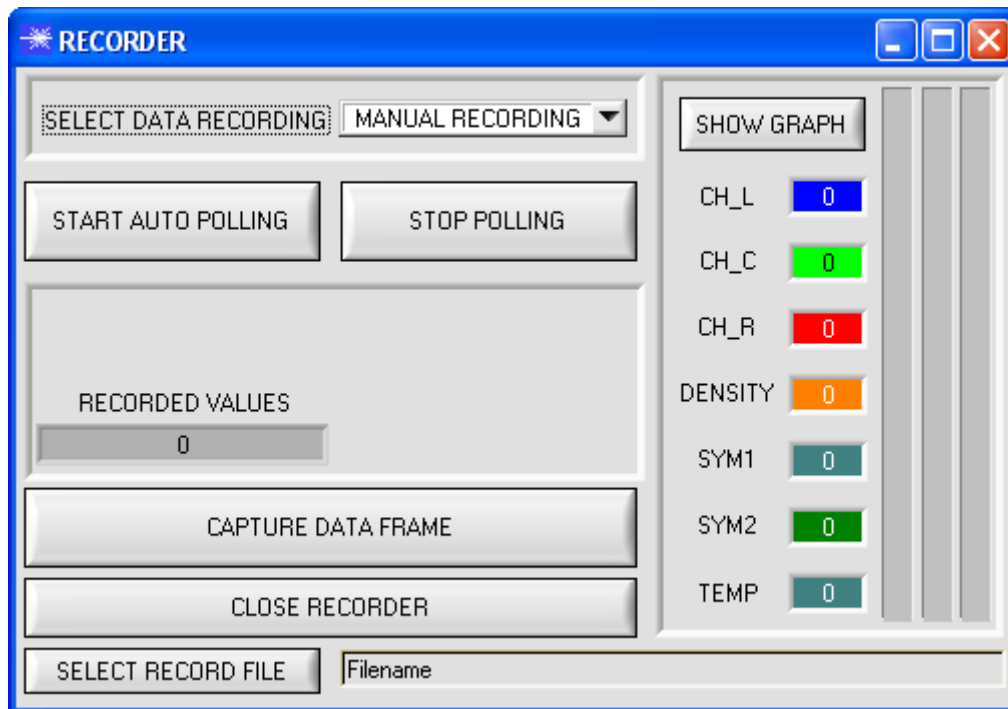 RECORDER
SELECT DATA RECORDING
MANUAL RECORDING
START AUTO POLLING
STOP POLLING
RECORDED VALUES
0
CAPTURE DATA FRAME
CLOSE RECORDER
SELECT RECORD FILE
Filename
SHOW GRAPH
CH_L 0
CH_C 0
CH_R 0
DENSITY 0
SYM1 0
SYM2 0
TEMP 0